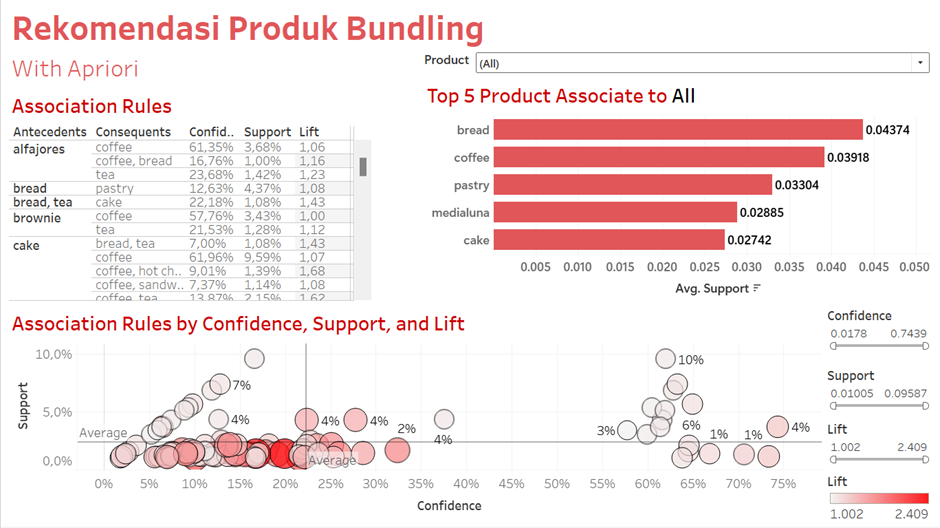 Rekomendasi Produk Bundling
With Apriori
Product (All)
Association Rules
Antecedents Consequents Confid.. Support Lift
alfajores coffee 61,35% 3,68% 1,06
coffee, bread 16,76% 1,00% 1,16
tea 23,68% 1,42% 1,23
bread pastry 12,63% 4,37% 1,08
bread, tea cake 22,18% 1,08% 1,43
brownie coffee 57,76% 3,43% 1,00
tea 21,53% 1,28% 1,12
cake bread, tea 7,00% 1,08% 1,43
coffee 61,96% 9,59% 1,07
coffee, hot ch.. 9,01% 1,39% 1,68
coffee, sandw.. 7,37% 1,14% 1,08
coffee, tea 13,87% 2,15% 1,62
Top 5 Product Associate to All
bread 0.04374
coffee 0.03918
pastry 0.03304
medialuna 0.02885
cake 0.02742
0.005 0.010 0.015 0.020 0.025 0.030 0.035 0.040 0.045 0.050
Avg. Support
Association Rules by Confidence, Support, and Lift
Support
10,0%
5,0%
0,0%
Average
Average
10%
7%
4%
4%
4%
2%
4%
3%
6%
1%
1%
4%
0% 5% 10% 15% 20% 25% 30% 35% 40% 45% 50% 55% 60% 65% 70% 75%
Confidence
Confidence
0.0178 0.7439
Support
0.01005 0.09587
Lift
1.002 2.409
Lift
1.002 2.409